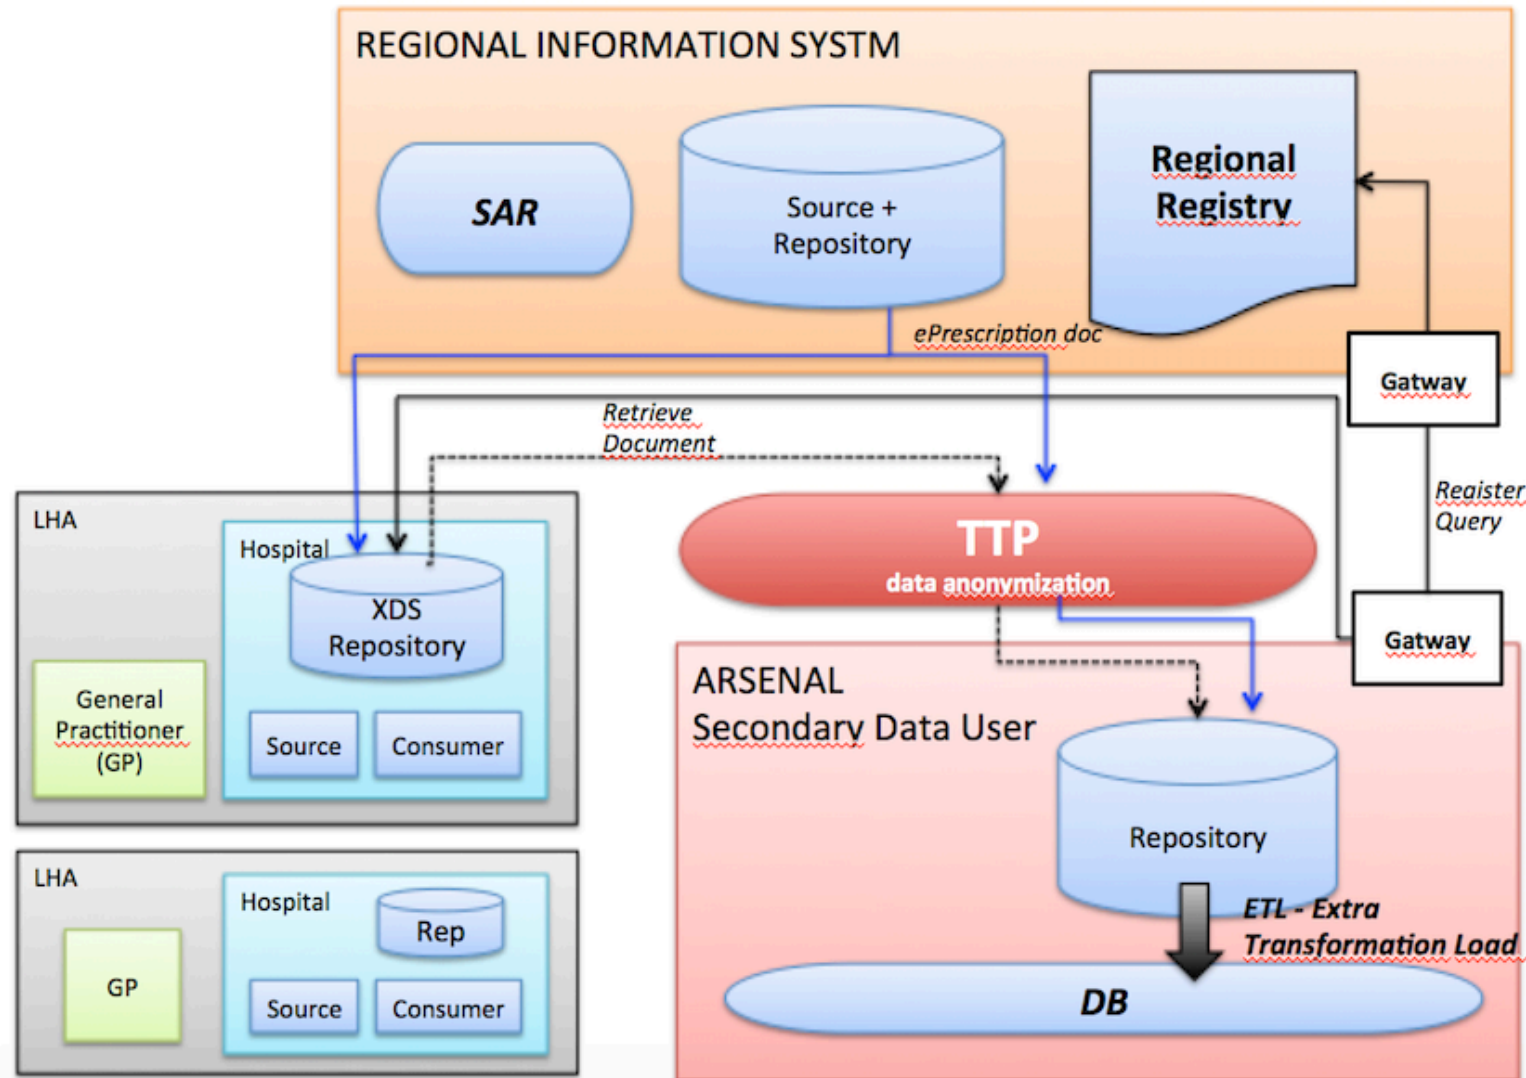 REGIONAL INFORMATION SYSTM
SAR
Source +
Repository
Regional
Registry
ePrescription doc
Gatway
Retrieve
Document
Register
Query
LHA
Hospital
XDS
Repository
General
Practitioner
(GP)
Source
Consumer
TTP
data anonymization
Gatway
ARSENAL
Secondary Data User
Repository
ETL - Extra
Transformation Load
DB
LHA
Hospital
Rep
GP
Source
Consumer